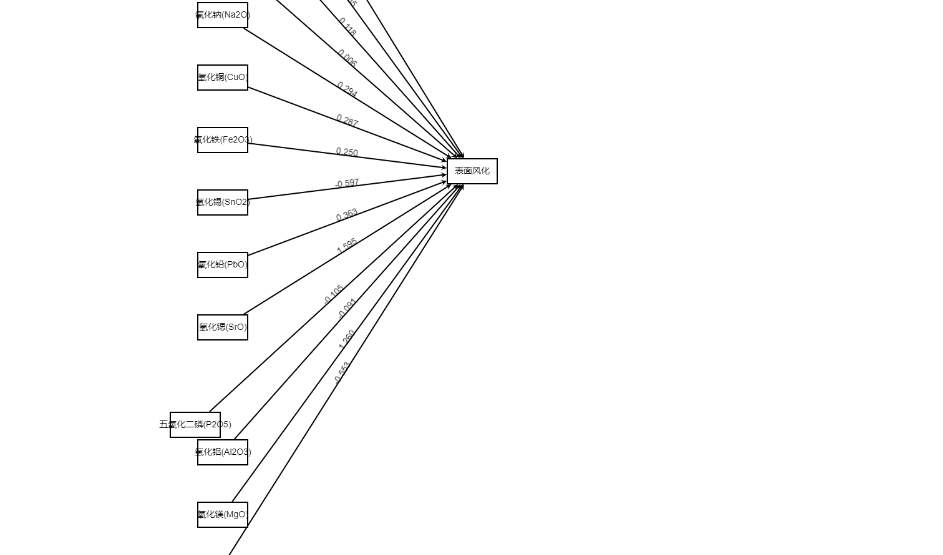 氧化钠(Na2O)
0.118
0.006
氧化铜(CuO)
0.294
0.287
氧化铁(Fe2O3)
0.250
表面风化
氧化锡(SnO2)
-0.597
0.363
氧化铅(PbO)
1.595
氧化锶(SrO)
-0.105
-0.091
1.260
0.553
五氧化二磷(P2O5)
氧化铝(Al2O3)
氧化镁(MgO)